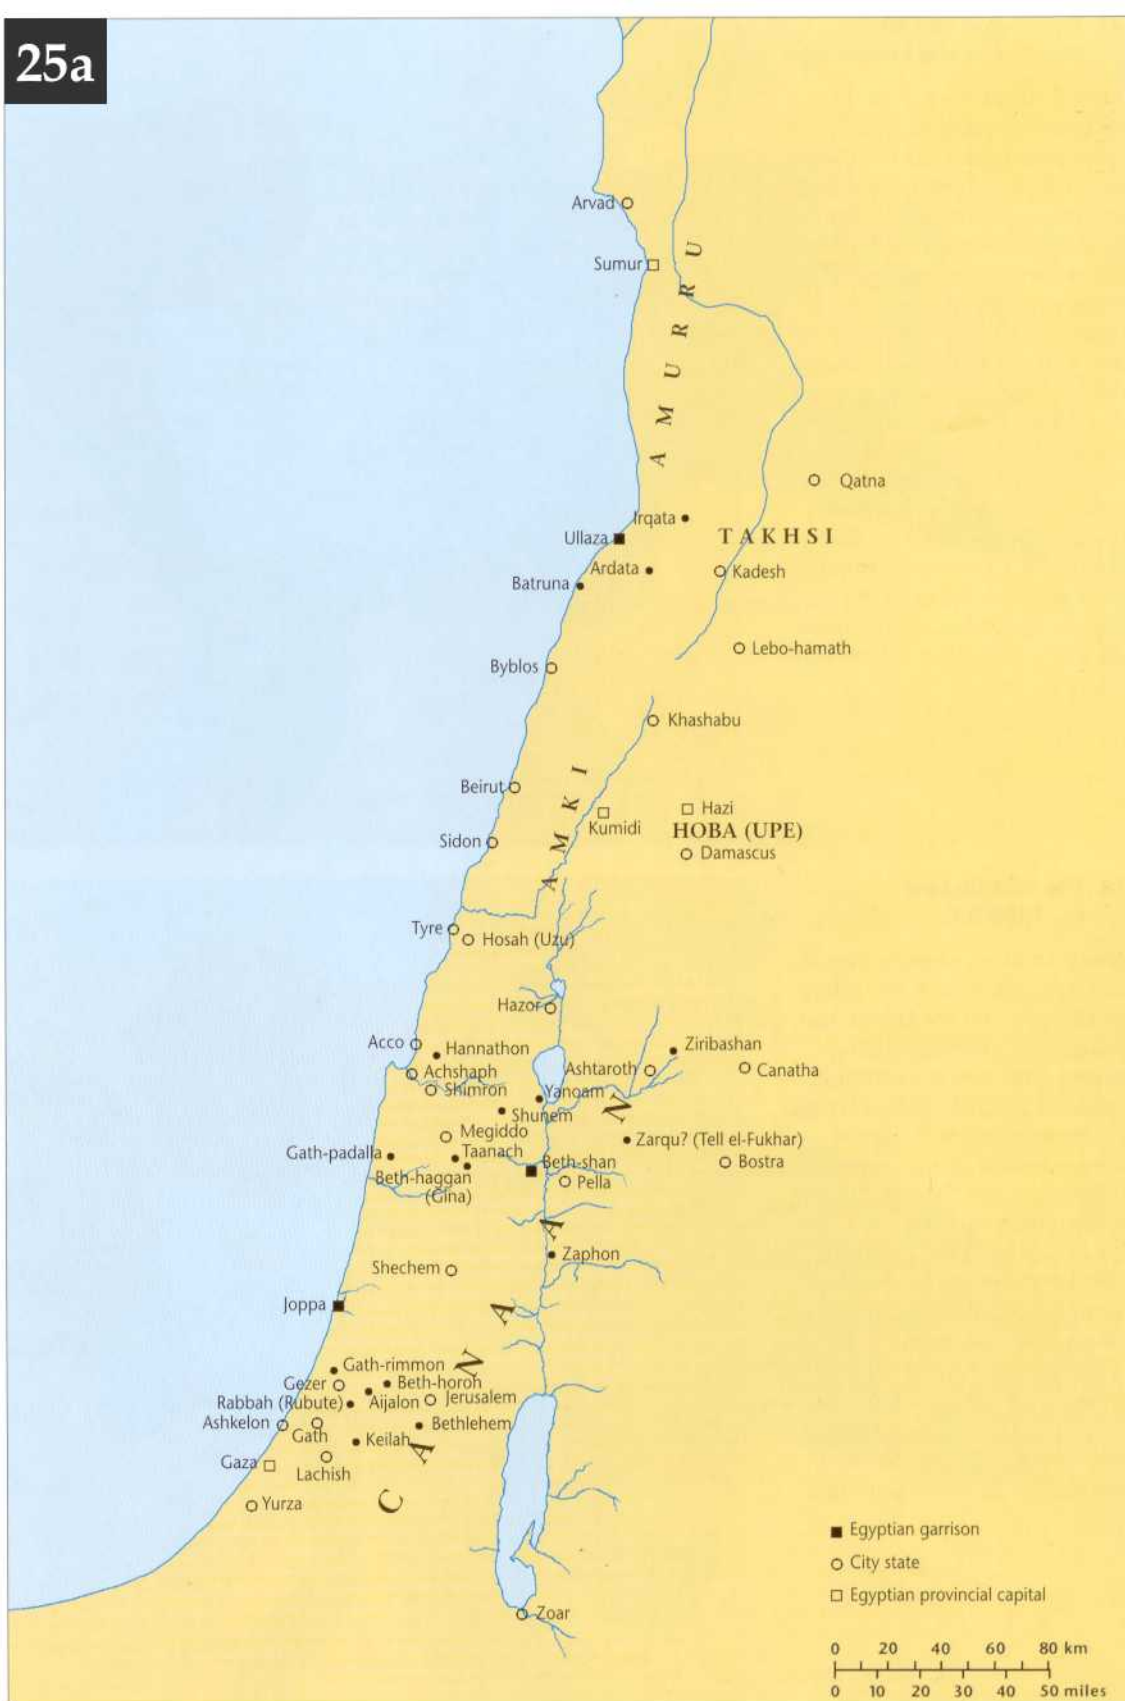 25a
Arvad
Sumur
AMURRU
Qatna
Irqata
Ullaza
TAKHSI
Ardata
Kadesh
Batruna
Lebo-hamath
Byblos
Khashabu
AMKI
Beirut
Hazi
Kumidi
HOBA (UPE)
Sidon
Damascus
Tyre
Hosah (Uzu)
Hazor
Acco
Hannathon
Ziribashan
Achshaph
Ashtaroth
Canatha
Shimron
Yanoam
Shunem
Megiddo
Zarqu? (Tell el-Fukhar)
Gath-padalla
Taanach
Beth-shan
Bostra
Beth-haggan
(Gina)
Pella
Zaphon
Shechem
Joppa
CANAAN
Gath-rimmon
Gezer
Beth-horon
Rabbah (Rubute)
Aijalon
Jerusalem
Ashkelon
Gath
Bethlehem
Keilah
Gaza
Lachish
Yurza
Zoar
Egyptian garrison
City state
Egyptian provincial capital
0 20 40 60 80 km
0 10 20 30 40 50 miles